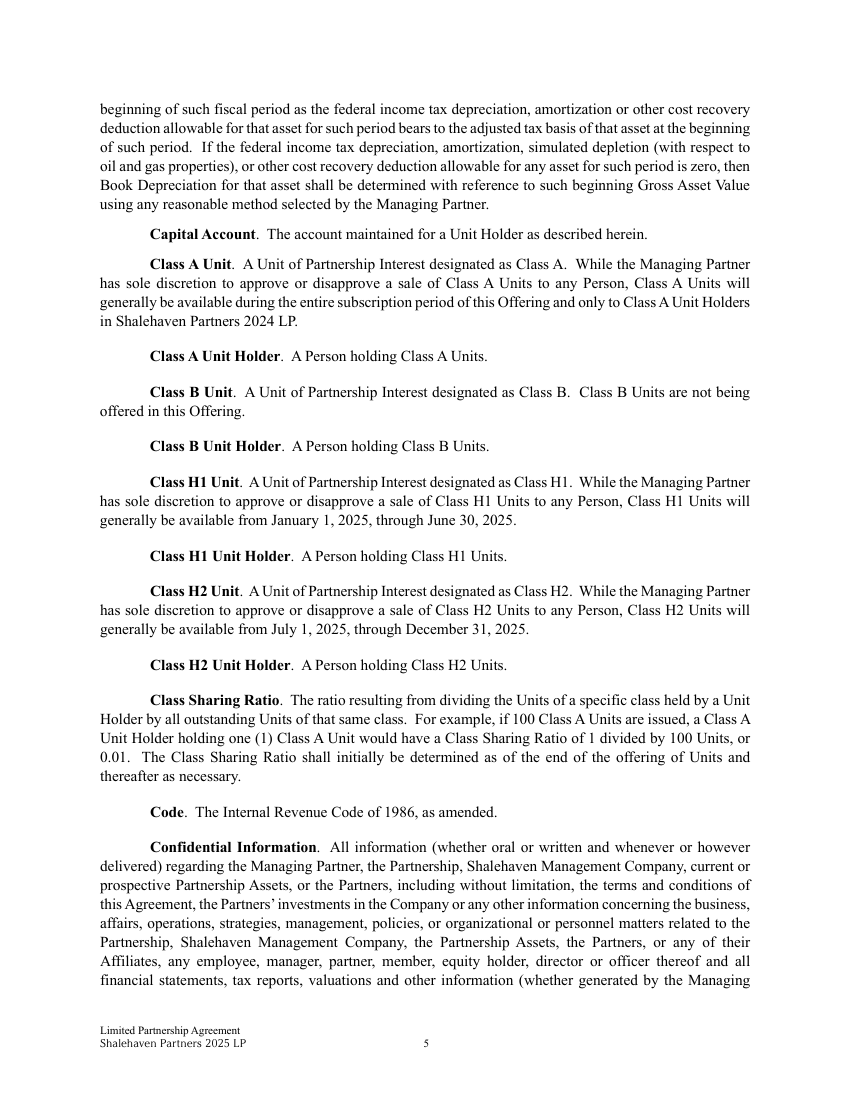 beginning of such fiscal period as the federal income tax depreciation, amortization or other cost recovery
deduction allowable for that asset for such period bears to the adjusted tax basis of that asset at the beginning
of such period.  If the federal income tax depreciation, amortization, simulated depletion (with respect to
oil and gas properties), or other cost recovery deduction allowable for any asset for such period is zero, then
Book Depreciation for that asset shall be determined with reference to such beginning Gross Asset Value
using any reasonable method selected by the Managing Partner.
Capital Account.  The account maintained for a Unit Holder as described herein.
Class A Unit.  A Unit of Partnership Interest designated as Class A.  While the Managing Partner
has sole discretion to approve or disapprove a sale of Class A Units to any Person, Class A Units will
generally be available during the entire subscription period of this Offering and only to Class A Unit Holders
in Shalehaven Partners 2024 LP.
Class A Unit Holder.  A Person holding Class A Units.
Class B Unit.  A Unit of Partnership Interest designated as Class B.  Class B Units are not being
offered in this Offering.
Class B Unit Holder.  A Person holding Class B Units.
Class H1 Unit.  A Unit of Partnership Interest designated as Class H1.  While the Managing Partner
has sole discretion to approve or disapprove a sale of Class H1 Units to any Person, Class H1 Units will
generally be available from January 1, 2025, through June 30, 2025.
Class H1 Unit Holder.  A Person holding Class H1 Units.
Class H2 Unit.  A Unit of Partnership Interest designated as Class H2.  While the Managing Partner
has sole discretion to approve or disapprove a sale of Class H2 Units to any Person, Class H2 Units will
generally be available from July 1, 2025, through December 31, 2025.
Class H2 Unit Holder.  A Person holding Class H2 Units.
Class Sharing Ratio.  The ratio resulting from dividing the Units of a specific class held by a Unit
Holder by all outstanding Units of that same class.  For example, if 100 Class A Units are issued, a Class A
Unit Holder holding one (1) Class A Unit would have a Class Sharing Ratio of 1 divided by 100 Units, or
0.01.  The Class Sharing Ratio shall initially be determined as of the end of the offering of Units and
thereafter as necessary.
Code.  The Internal Revenue Code of 1986, as amended.
Confidential Information.  All information (whether oral or written and whenever or however
delivered) regarding the Managing Partner, the Partnership, Shalehaven Management Company, current or
prospective Partnership Assets, or the Partners, including without limitation, the terms and conditions of
this Agreement, the Partners’ investments in the Company or any other information concerning the business,
affairs, operations, strategies, management, policies, or organizational or personnel matters related to the
Partnership, Shalehaven Management Company, the Partnership Assets, the Partners, or any of their
Affiliates, any employee, manager, partner, member, equity holder, director or officer thereof and all
financial statements, tax reports, valuations and other information (whether generated by the Managing
Limited Partnership Agreement
Shalehaven Partners 2025 LP 5